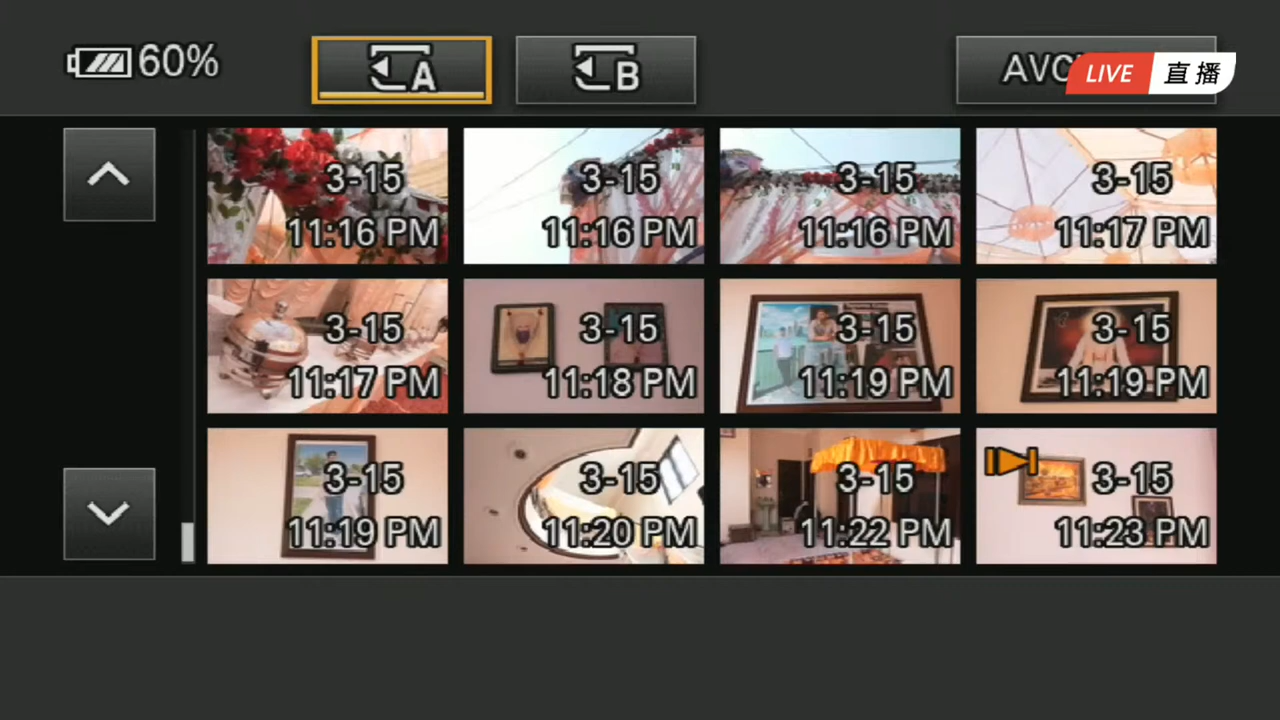 60%
A
B
AVC
LIVE 直播
3-15
11:16 PM
3-15
11:16 PM
3-15
11:16 PM
3-15
11:17 PM
3-15
11:17 PM
3-15
11:18 PM
3-15
11:19 PM
3-15
11:19 PM
3-15
11:19 PM
3-15
11:20 PM
3-15
11:22 PM
3-15
11:23 PM